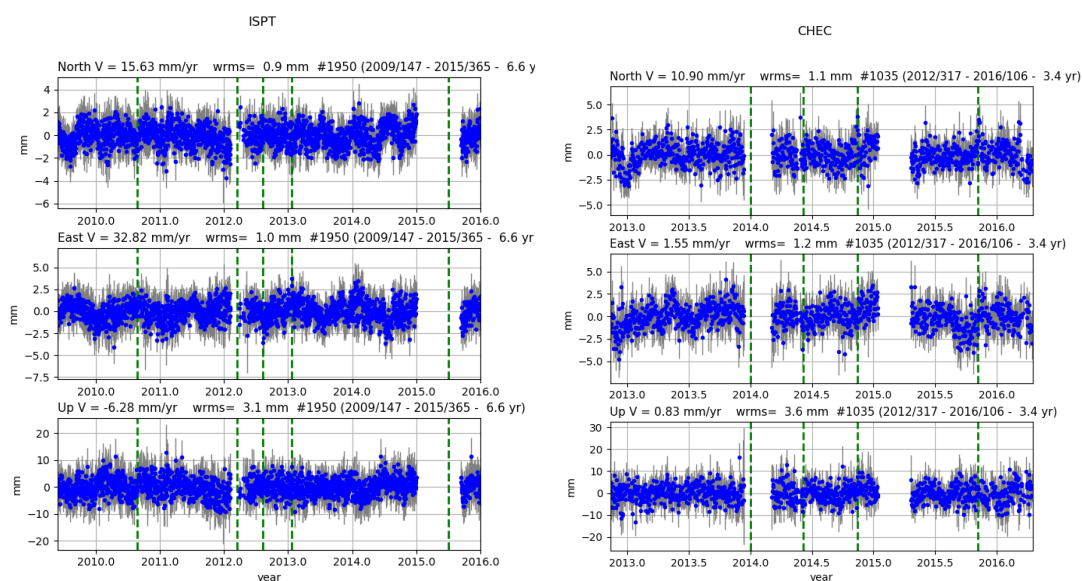 ISPT
North V = 15.63 mm/yr wrms= 0.9 mm #1950 (2009/147 - 2015/365 - 6.6 y
4
2
0
−2
−4
−6
mm
2010.0 2011.0 2012.0 2013.0 2014.0 2015.0 2016.0
East V = 32.82 mm/yr wrms= 1.0 mm #1950 (2009/147 - 2015/365 - 6.6 yr
5.0
2.5
0.0
−2.5
−5.0
−7.5
mm
2010.0 2011.0 2012.0 2013.0 2014.0 2015.0 2016.0
Up V = -6.28 mm/yr wrms= 3.1 mm #1950 (2009/147 - 2015/365 - 6.6 yr)
20
10
0
−10
−20
mm
2010.0 2011.0 2012.0 2013.0 2014.0 2015.0 2016.0
year
CHEC
North V = 10.90 mm/yr wrms= 1.1 mm #1035 (2012/317 - 2016/106 - 3.4 yr)
5.0
2.5
0.0
−2.5
−5.0
mm
2013.0 2013.5 2014.0 2014.5 2015.0 2015.5 2016.0
East V = 1.55 mm/yr wrms= 1.2 mm #1035 (2012/317 - 2016/106 - 3.4 yr)
5.0
2.5
0.0
−2.5
−5.0
mm
2013.0 2013.5 2014.0 2014.5 2015.0 2015.5 2016.0
Up V = 0.83 mm/yr wrms= 3.6 mm #1035 (2012/317 - 2016/106 - 3.4 yr)
30
20
10
0
−10
−20
mm
2013.0 2013.5 2014.0 2014.5 2015.0 2015.5 2016.0
year